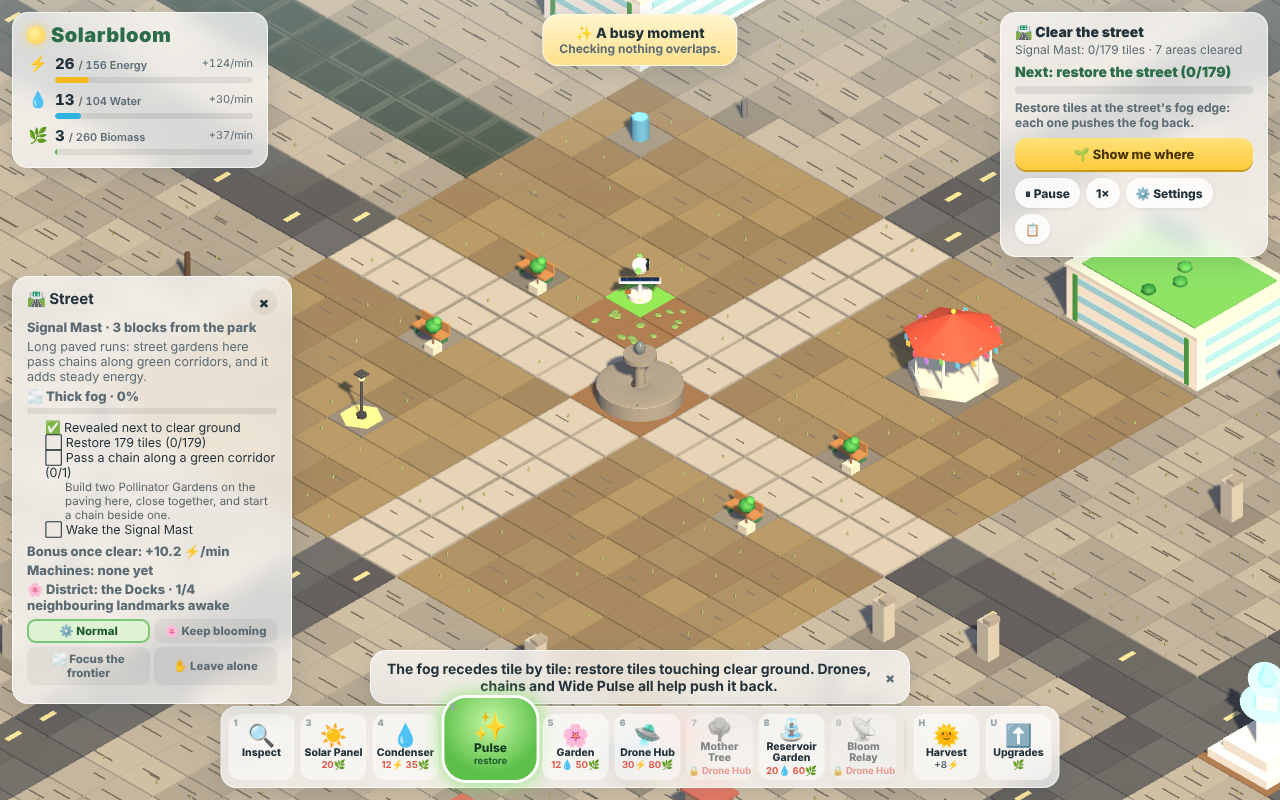 Solarbloom
26 / 156 Energy +124/min
13 / 104 Water +30/min
3 / 260 Biomass +37/min
✨ A busy moment
Checking nothing overlaps.
Clear the street
Signal Mast: 0/179 tiles · 7 areas cleared
Next: restore the street (0/179)
Restore tiles at the street's fog edge:
each one pushes the fog back.
Show me where
Pause
1×
Settings
Street
×
Signal Mast · 3 blocks from the park
Long paved runs: street gardens here
pass chains along green corridors, and it
adds steady energy.
Thick fog · 0%
Revealed next to clear ground
Restore 179 tiles (0/179)
Pass a chain along a green corridor
(0/1)
Build two Pollinator Gardens on the
paving here, close together, and start
a chain beside one.
Wake the Signal Mast
Bonus once clear: +10.2 ⚡/min
Machines: none yet
District: the Docks · 1/4
neighbouring landmarks awake
Normal
Keep blooming
Focus the
frontier
Leave alone
The fog recedes tile by tile: restore tiles touching clear ground. Drones,
chains and Wide Pulse all help push it back.
×
1
Inspect
3
Solar Panel
20
4
Condenser
12⚡ 35
Pulse
restore
5
Garden
12 50
6
Drone Hub
30⚡ 80
7
Mother
Tree
Drone Hub
8
Reservoir
Garden
20 60
9
Bloom
Relay
Drone Hub
H
Harvest
+8⚡
U
Upgrades